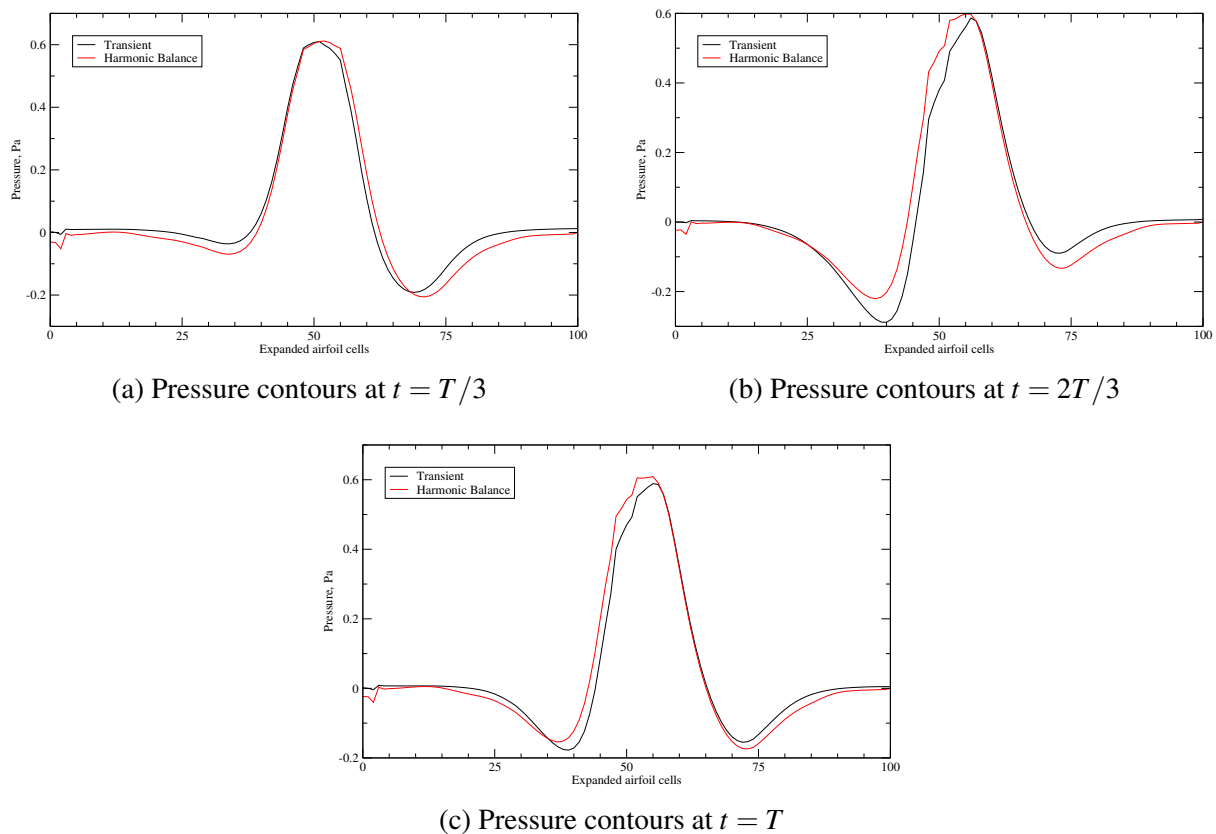 Transient
Harmonic Balance
0.6
0.4
0.2
0
-0.2
Pressure, Pa
0 25 50 75 100
Expanded airfoil cells
(a) Pressure contours at t = T/3
Transient
Harmonic Balance
0.6
0.4
0.2
0
-0.2
Pressure, Pa
0 25 50 75 100
Expanded airfoil cells
(b) Pressure contours at t = 2T/3
Transient
Harmonic Balance
0.6
0.4
0.2
0
-0.2
Pressure, Pa
0 25 50 75 100
Expanded airfoil cells
(c) Pressure contours at t = T